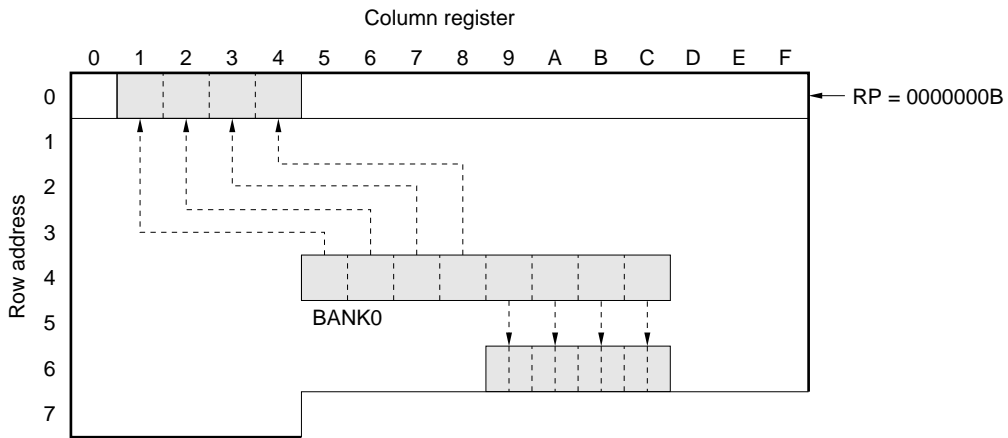 Column register
0 1 2 3 4 5 6 7 8 9 A B C D E F
0
RP = 0000000B
1
2
3
4
BANK0
5
6
7
Row address